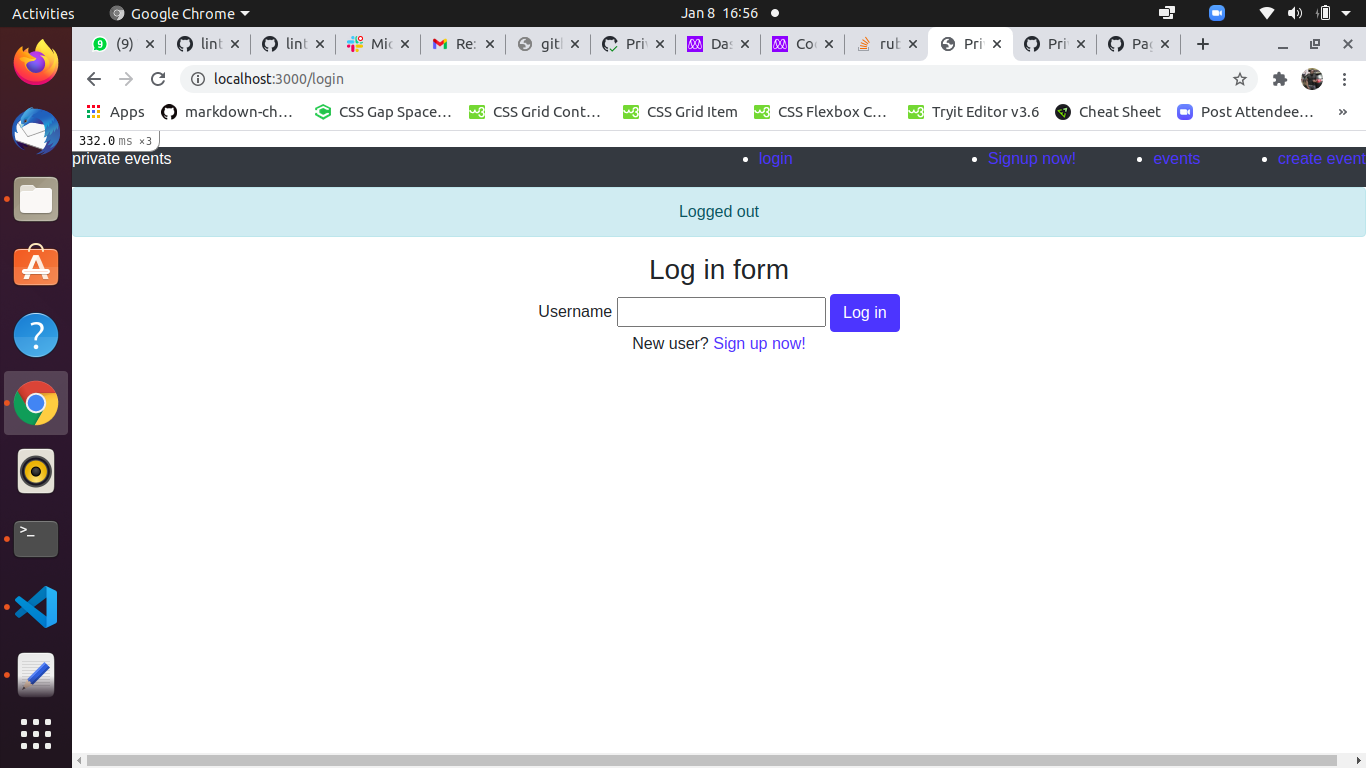 Activities Google Chrome Jan 8 16:56
(9) lint lint Mic Re: gitl Priv Das Coc rub Priv Priv Pag
localhost:3000/login
Apps markdown-ch… CSS Gap Space… CSS Grid Cont… CSS Grid Item CSS Flexbox C… Tryit Editor v3.6 Cheat Sheet Post Attendee… »
332.0 ms ×3
private events • login • Signup now! • events • create event
Logged out
Log in form
Username Log in
New user? Sign up now!